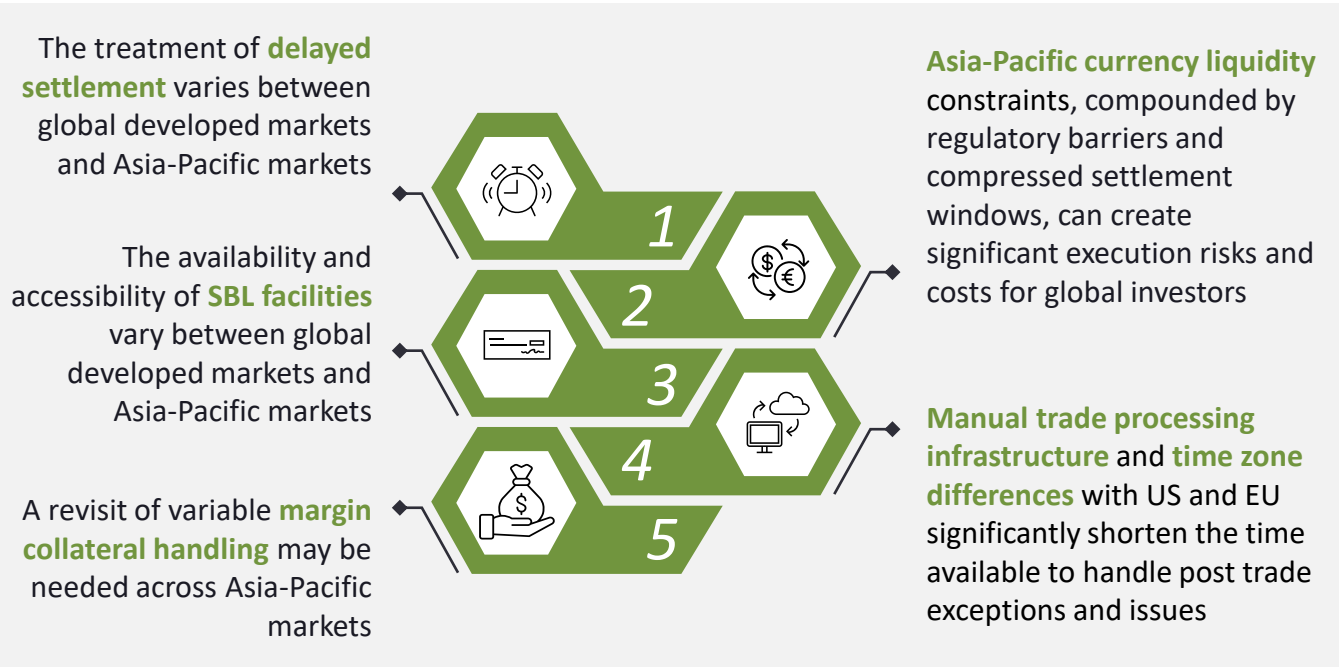 The treatment of delayed
settlement varies between
global developed markets
and Asia-Pacific markets
1
Asia-Pacific currency liquidity
constraints, compounded by
regulatory barriers and
compressed settlement
windows, can create
significant execution risks and
costs for global investors
$
€
2
The availability and
accessibility of SBL facilities
vary between global
developed markets and
Asia-Pacific markets
3
Manual trade processing
infrastructure and time zone
differences with US and EU
significantly shorten the time
available to handle post trade
exceptions and issues
4
A revisit of variable margin
collateral handling may be
needed across Asia-Pacific
markets
$
5